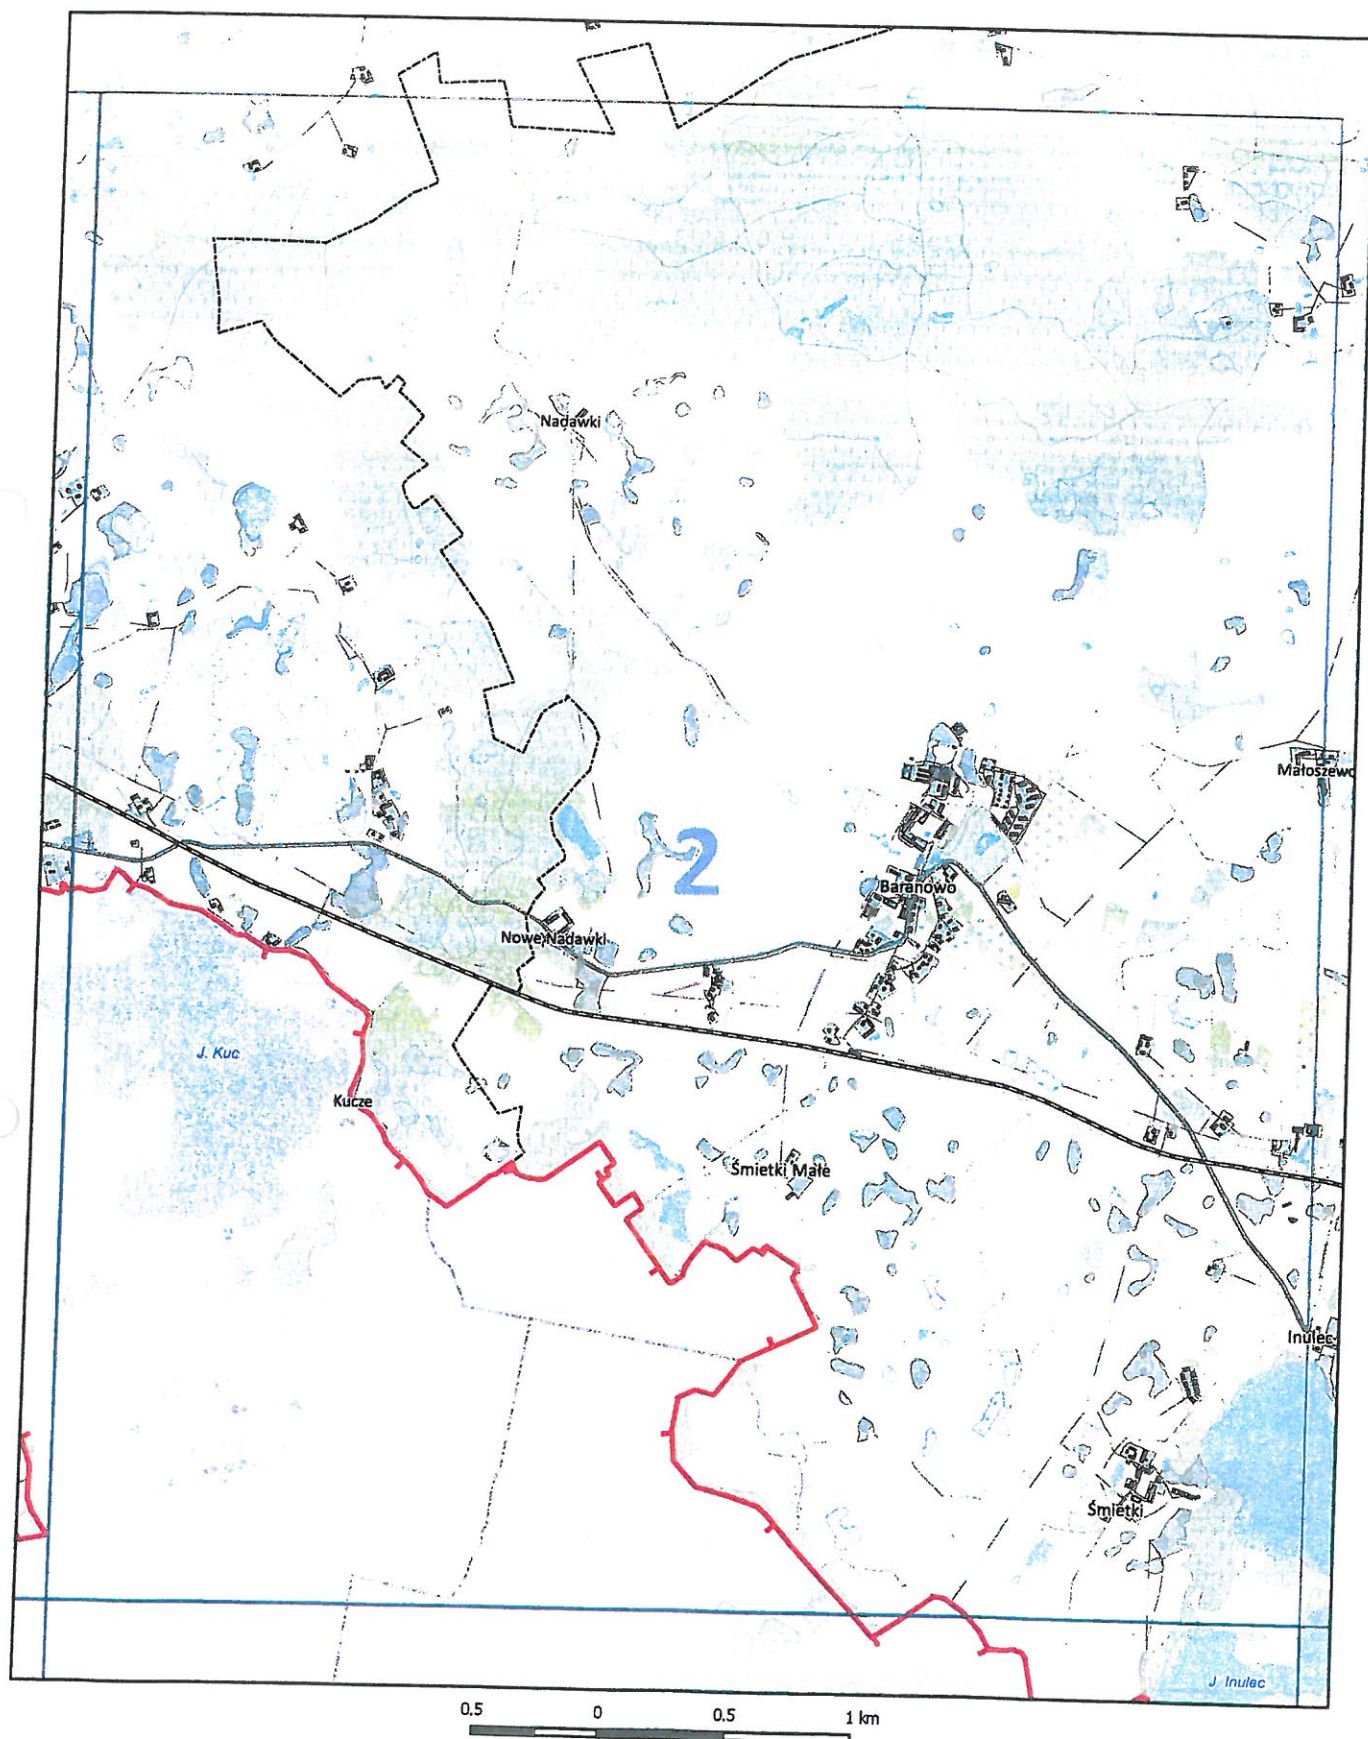 Nadawki
Małoszewo
2
Baranowo
Nowe Nadawki
J. Kuc
Kucze
Śmietki Małe
Inulec
Śmietki
J. Inulec
0.5 0 0.5 1 km